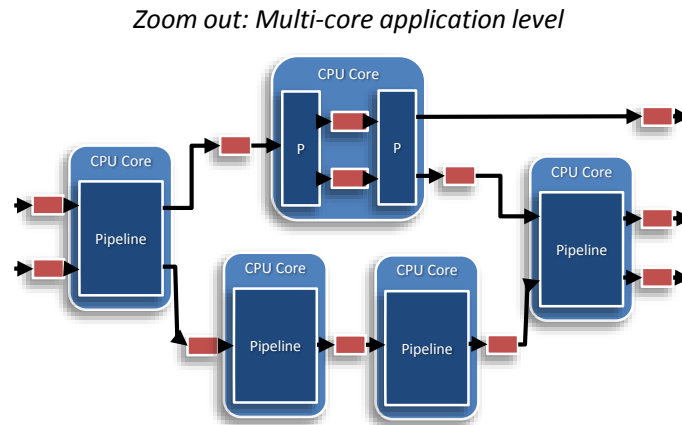 Zoom out: Multi-core application level
CPU Core
P
P
CPU Core
Pipeline
CPU Core
Pipeline
CPU Core
Pipeline
CPU Core
Pipeline